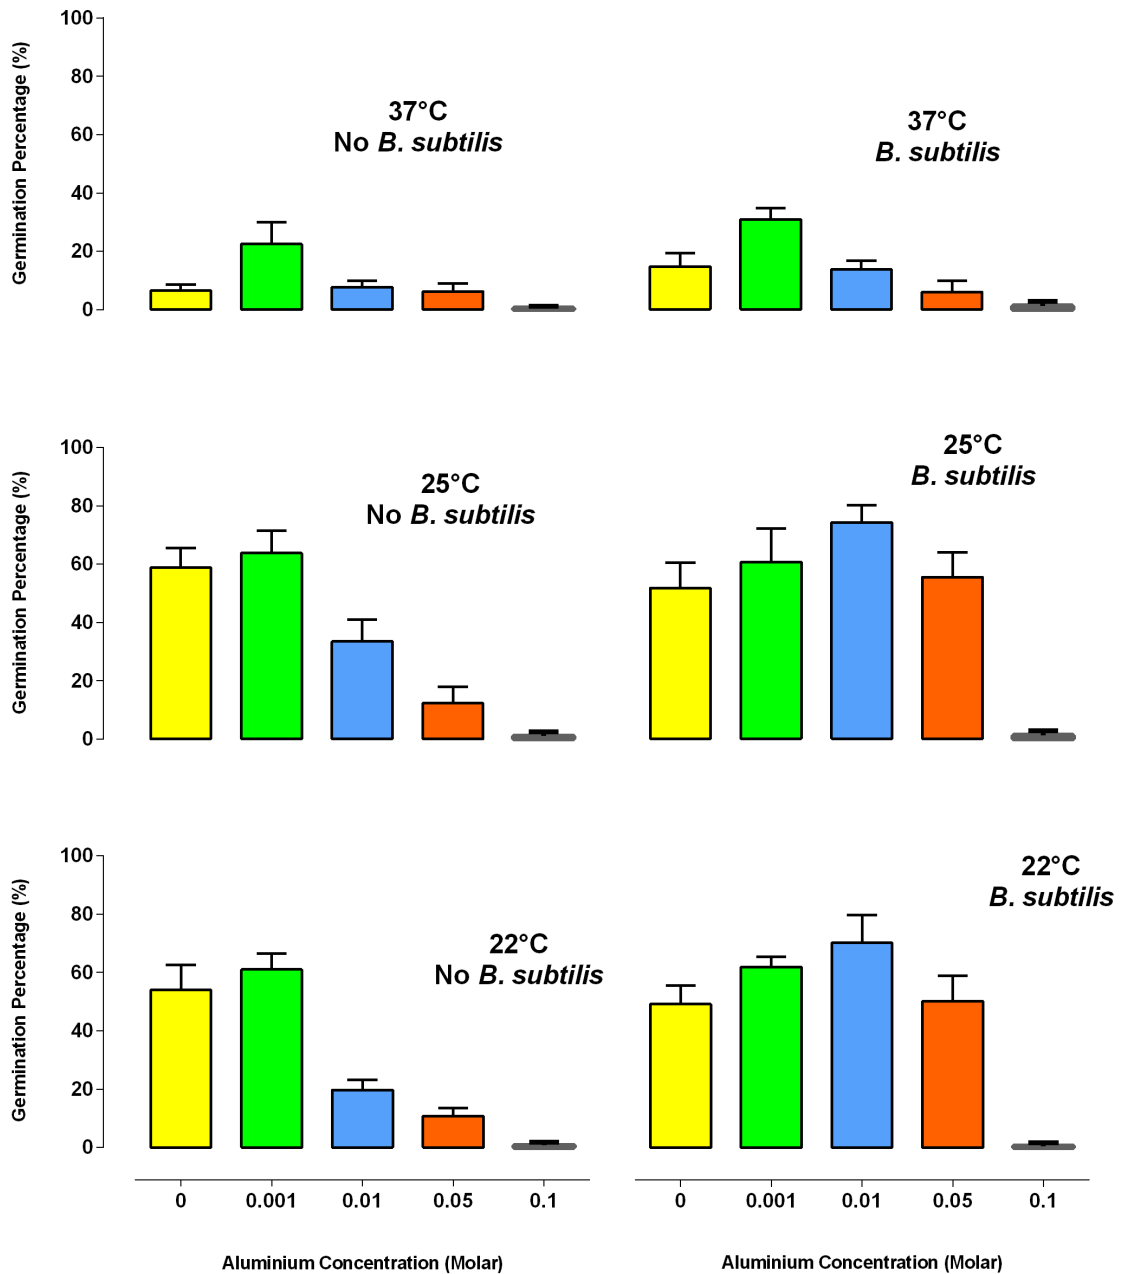 Germination Percentage (%)
100
80
60
40
20
0
37°C
No B. subtilis
37°C
B. subtilis
Germination Percentage (%)
100
80
60
40
20
0
25°C
No B. subtilis
25°C
B. subtilis
Germination Percentage (%)
100
80
60
40
20
0
22°C
No B. subtilis
22°C
B. subtilis
0 0.001 0.01 0.05 0.1
0 0.001 0.01 0.05 0.1
Aluminium Concentration (Molar)
Aluminium Concentration (Molar)